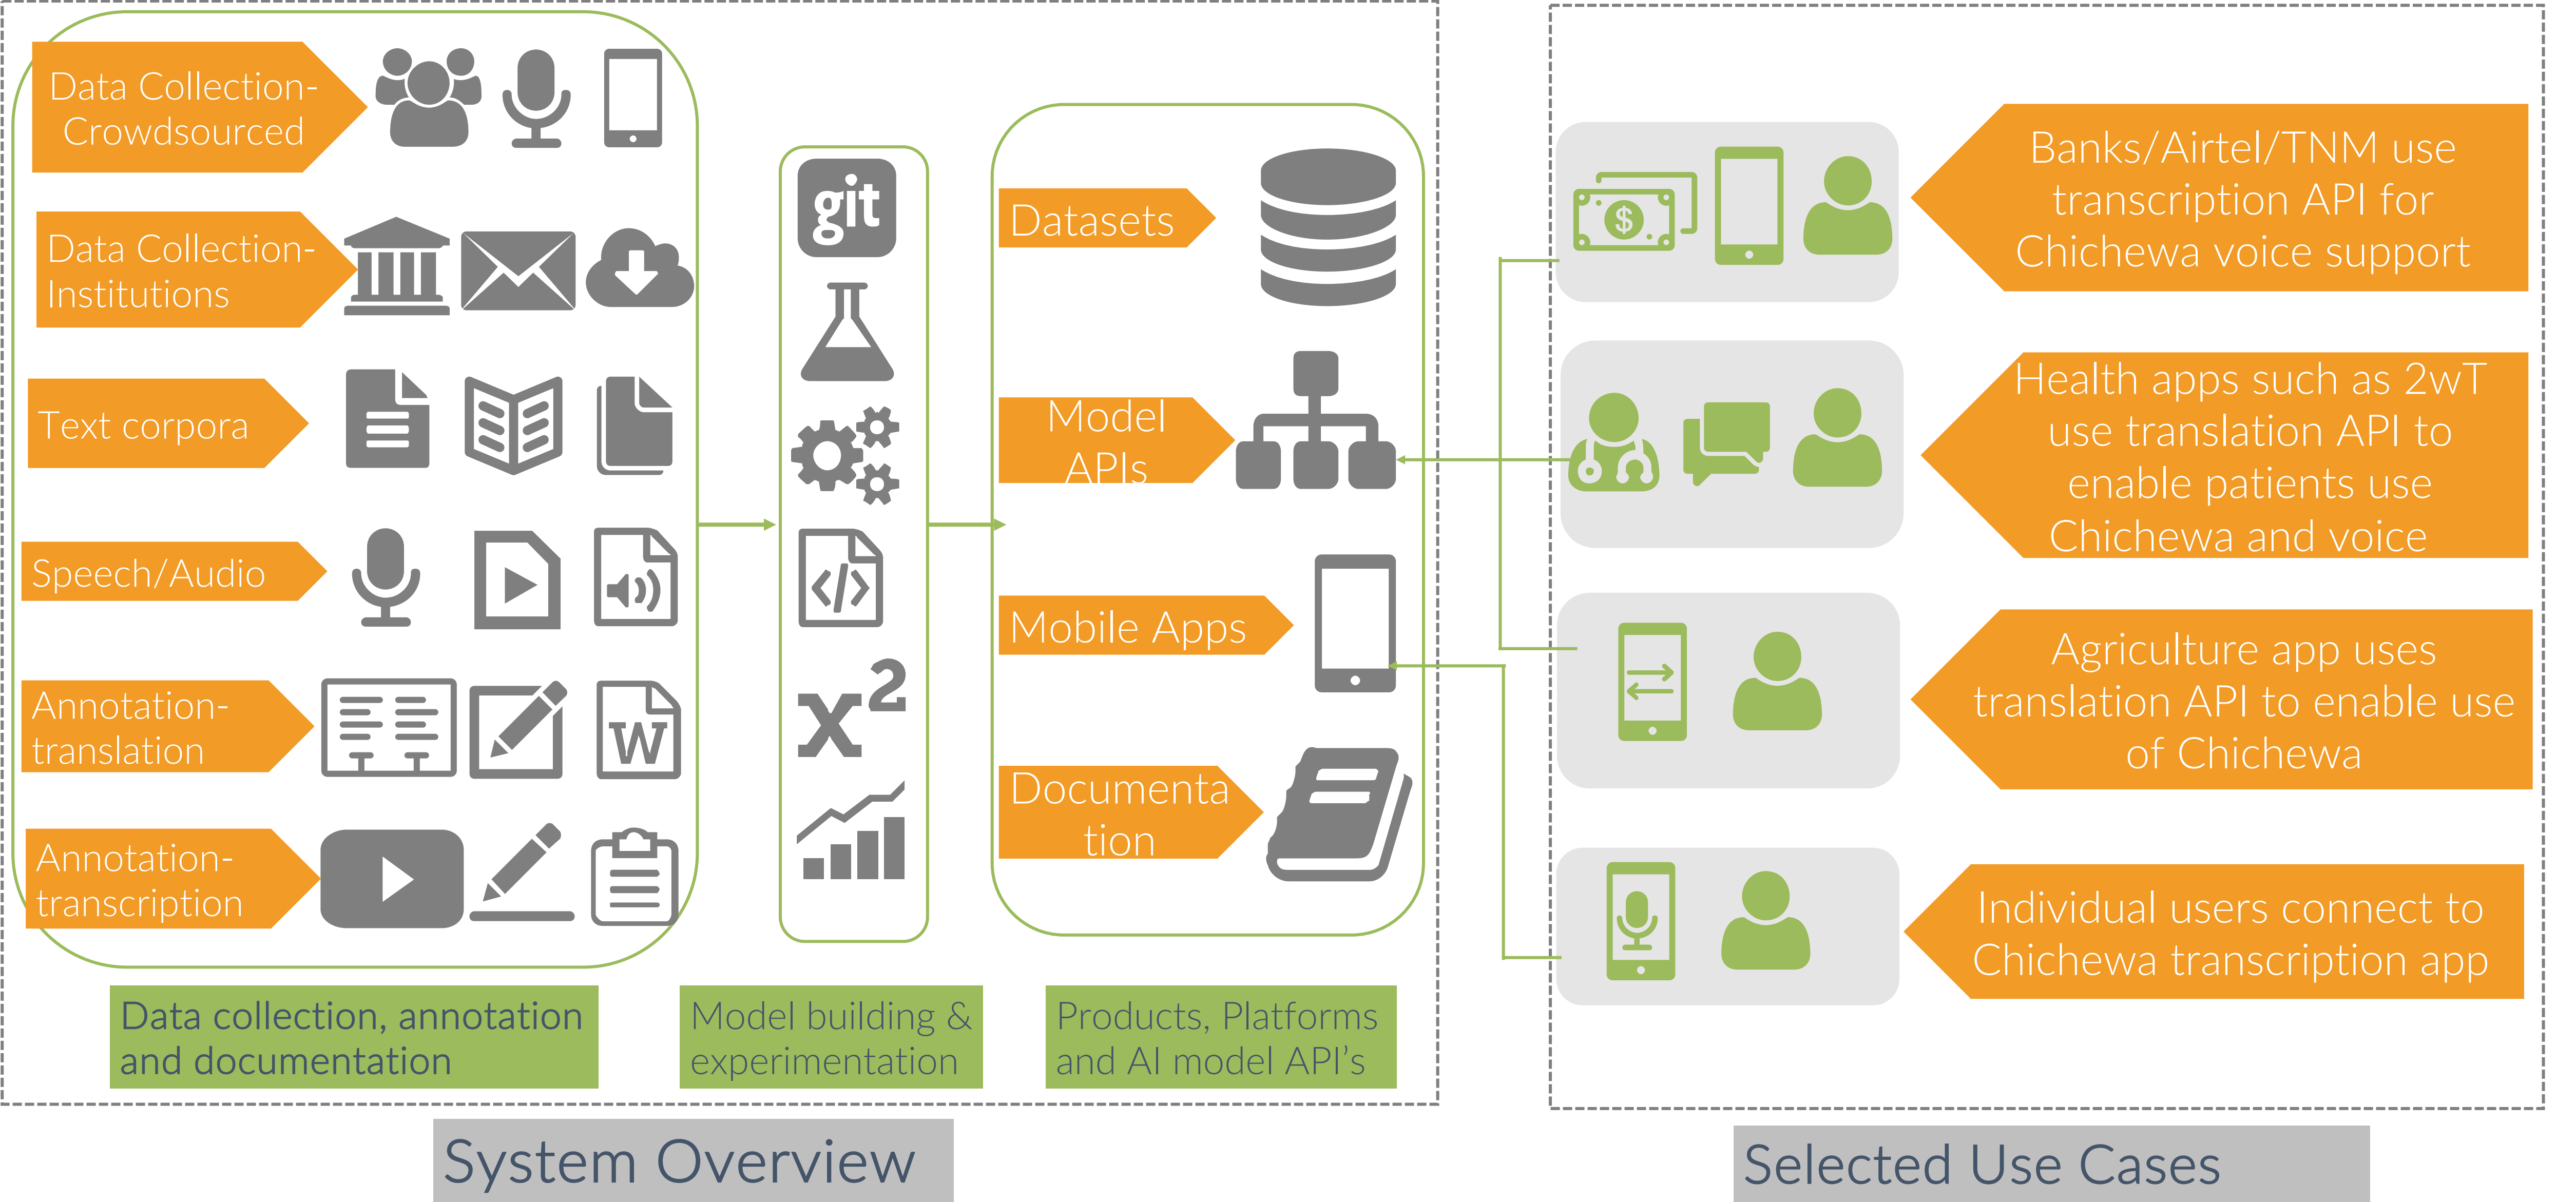 Data Collection-
Crowdsourced
Data Collection-
Institutions
Text corpora
Speech/Audio
Annotation-
translation
W
Annotation-
transcription
git
</>
x2
Datasets
Model
APIs
Mobile Apps
Documenta
tion
$
Banks/Airtel/TNM use
transcription API for
Chichewa voice support
Health apps such as 2wT
use translation API to
enable patients use
Chichewa and voice
Agriculture app uses
translation API to enable use
of Chichewa
Individual users connect to
Chichewa transcription app
Data collection, annotation
and documentation
Model building &
experimentation
Products, Platforms
and AI model API’s
System Overview
Selected Use Cases